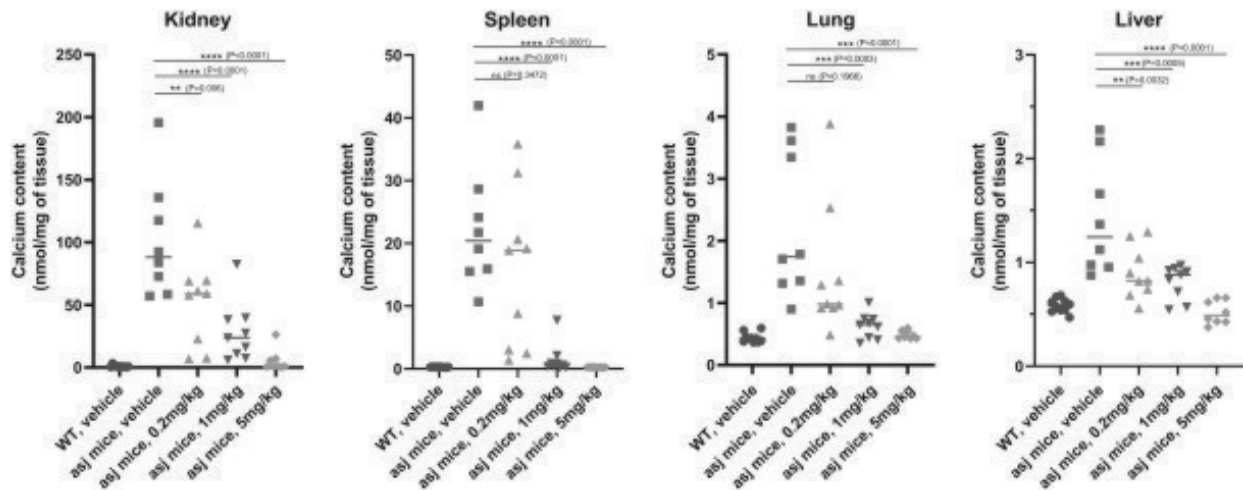 Kidney
**** (P<0.0001)
**** (P<0.0001)
** (P=0.006)
Calcium content
(nmol/mg of tissue)
250
200
150
100
50
0
WT, vehicle
asj mice, vehicle
asj mice, 0.2mg/kg
asj mice, 1mg/kg
asj mice, 5mg/kg
Spleen
**** (P<0.0001)
**** (P<0.0001)
ns (P=0.3472)
Calcium content
(nmol/mg of tissue)
50
40
30
20
10
0
WT, vehicle
asj mice, vehicle
asj mice, 0.2mg/kg
asj mice, 1mg/kg
asj mice, 5mg/kg
Lung
*** (P<0.0001)
*** (P=0.0003)
ns (P=0.1966)
Calcium content
(nmol/mg of tissue)
5
4
3
2
1
0
WT, vehicle
asj mice, vehicle
asj mice, 0.2mg/kg
asj mice, 1mg/kg
asj mice, 5mg/kg
Liver
**** (P<0.0001)
*** (P=0.0005)
** (P=0.0032)
Calcium content
(nmol/mg of tissue)
3
2
1
0
WT, vehicle
asj mice, vehicle
asj mice, 0.2mg/kg
asj mice, 1mg/kg
asj mice, 5mg/kg